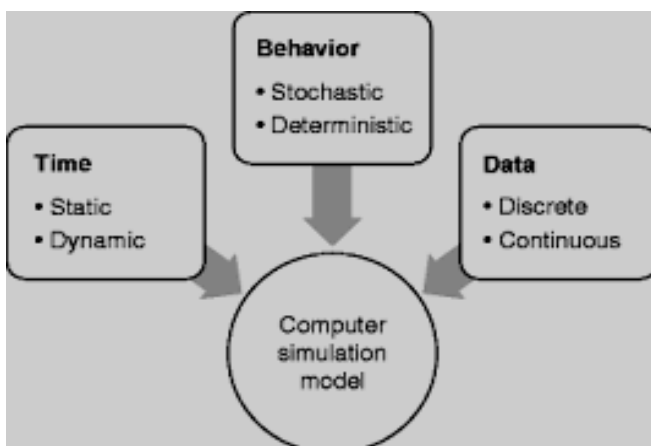 Behavior
• Stochastic
• Deterministic
Time
• Static
• Dynamic
Data
• Discrete
• Continuous
Computer
simulation
model